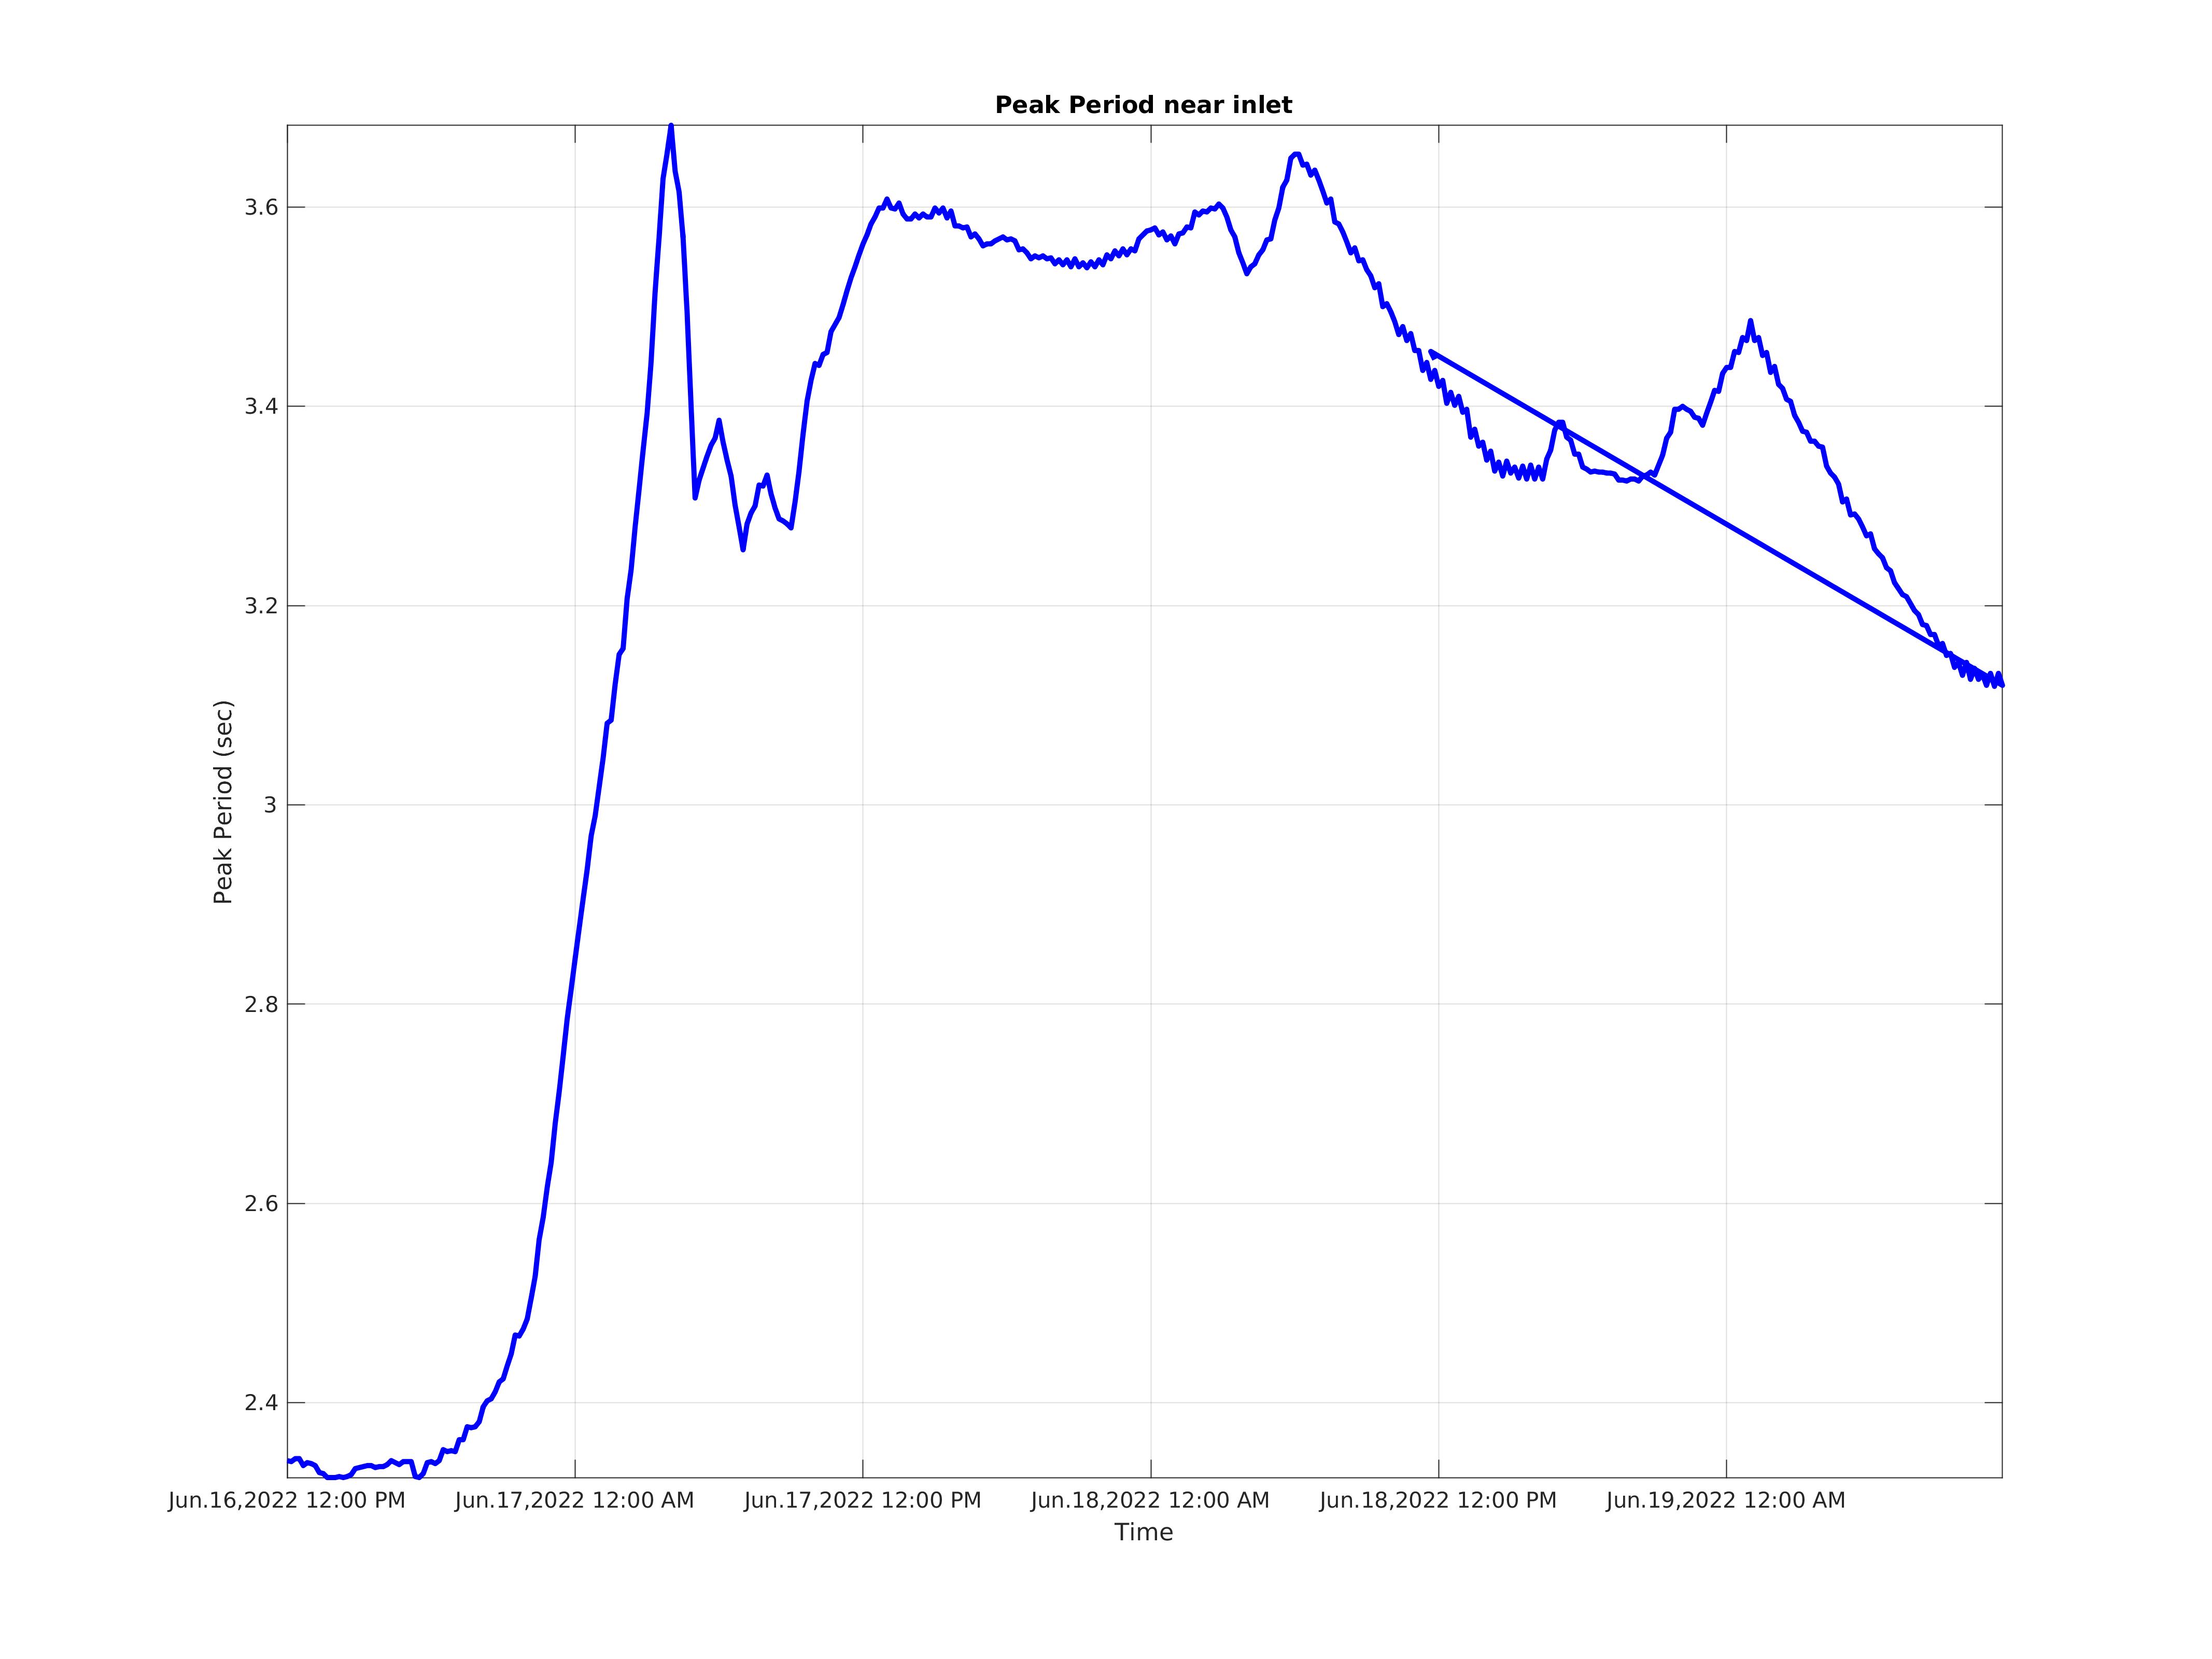 Peak Period near inlet
3.6
3.4
3.2
3
2.8
2.6
2.4
Peak Period (sec)
Jun.16,2022 12:00 PM
Jun.17,2022 12:00 AM
Jun.17,2022 12:00 PM
Jun.18,2022 12:00 AM
Jun.18,2022 12:00 PM
Jun.19,2022 12:00 AM
Time